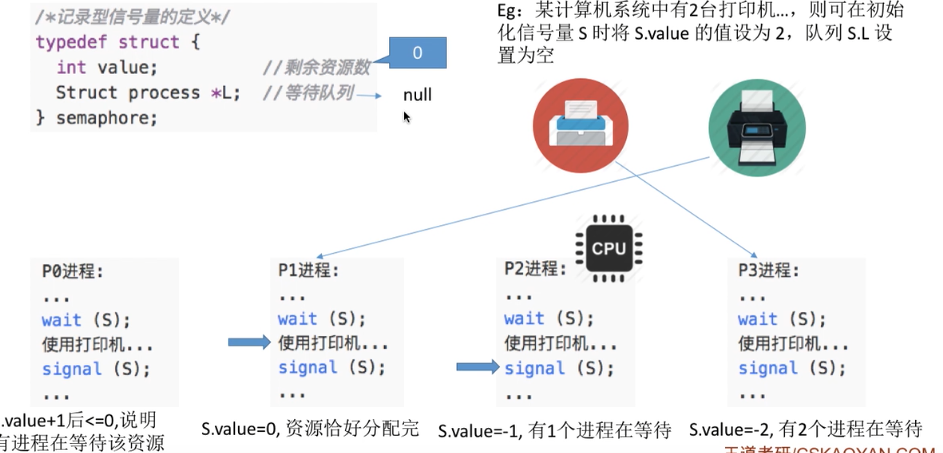 /*记录型信号量的定义*/
typedef struct {
int value; //剩余资源数
Struct process *L; //等待队列
} semaphore;
0
null
Eg：某计算机系统中有2台打印机…，则可在初始
化信号量 S 时将 S.value 的值设为 2，队列 S.L 设
置为空
CPU
P0进程:
...
wait (S);
使用打印机...
signal (S);
...
P1进程:
...
wait (S);
使用打印机...
signal (S);
...
P2进程:
...
wait (S);
使用打印机...
signal (S);
...
P3进程:
...
wait (S);
使用打印机...
signal (S);
...
.value+1后<=0,说明
有进程在等待该资源
S.value=0, 资源恰好分配完
S.value=-1, 有1个进程在等待
S.value=-2, 有2个进程在等待
王道考研/CSKAOYAN.COM